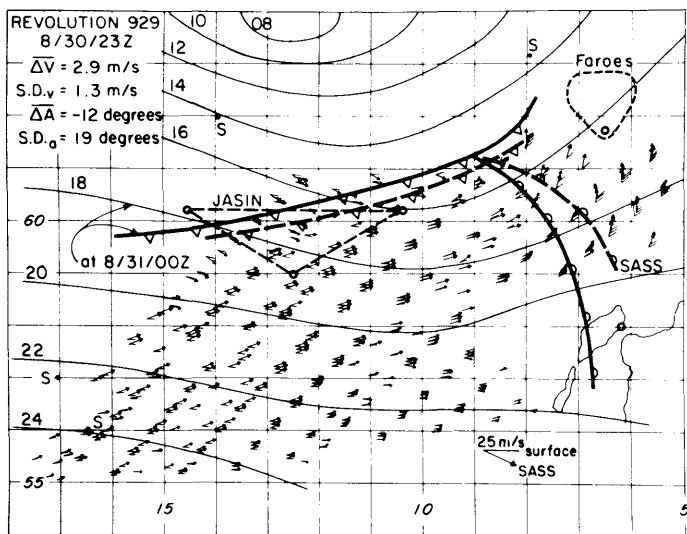 REVOLUTION 929
8/30/23Z
ΔV = 2.9 m/s
S.D.v = 1.3 m/s
ΔA = -12 degrees
S.D.a = 19 degrees
10
08
12
14
16
18
S
S
Faroes
JASIN
60
at 8/31/00Z
20
SASS
22
S
24
S
25 m/s surface
SASS
55
15
10
5